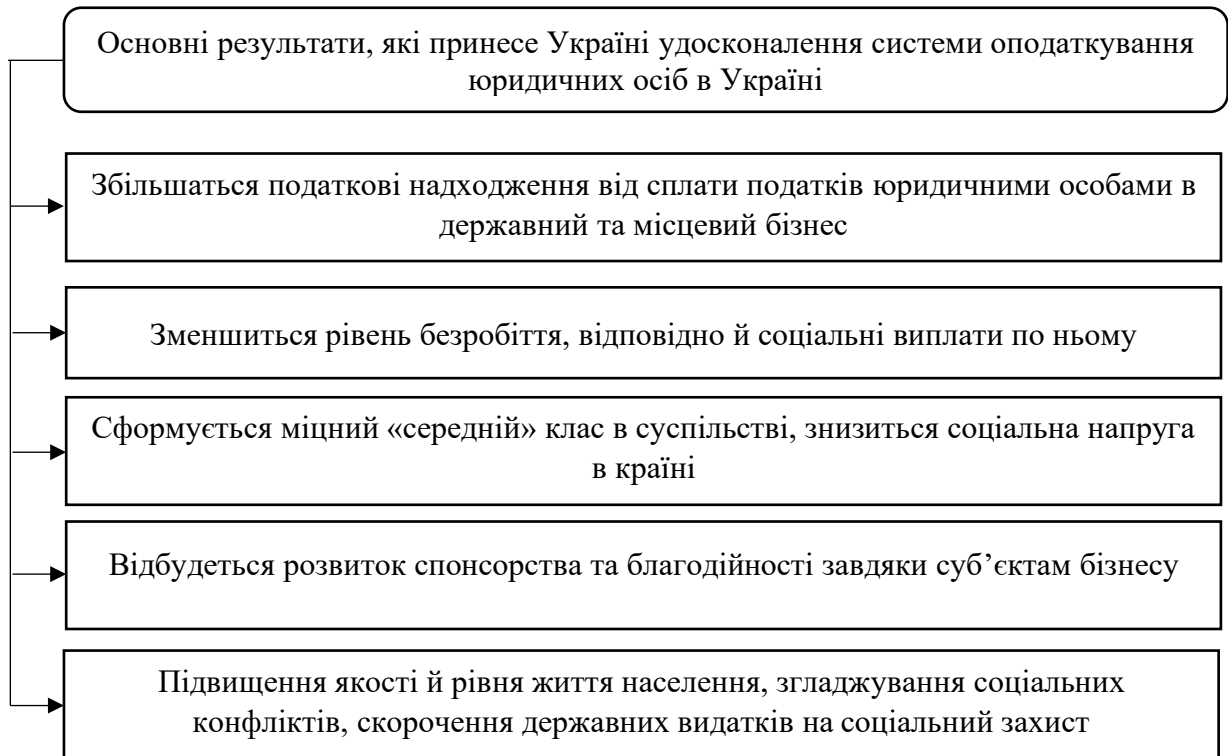 Основні результати, які принесе Україні удосконалення системи оподаткування
юридичних осіб в Україні
Збільшаться податкові надходження від сплати податків юридичними особами в
державний та місцевий бізнес
Зменшиться рівень безробіття, відповідно й соціальні виплати по ньому
Сформується міцний «середній» клас в суспільстві, знизиться соціальна напруга
в країні
Відбудеться розвиток спонсорства та благодійності завдяки суб’єктам бізнесу
Підвищення якості й рівня життя населення, згладжування соціальних
конфліктів, скорочення державних видатків на соціальний захист